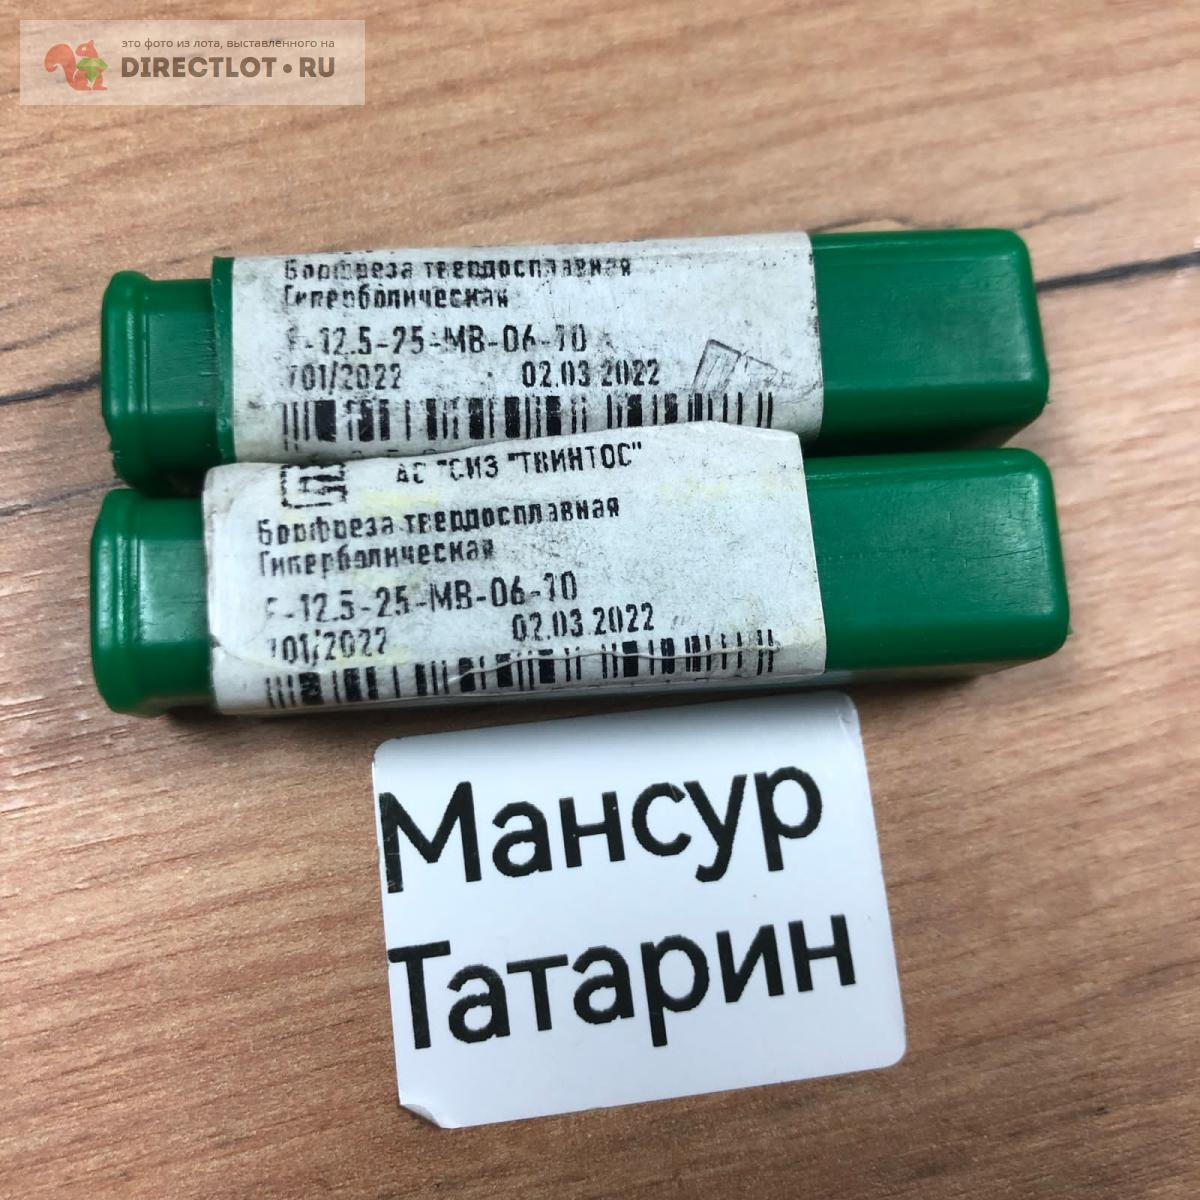 это фото из лота, выставленного на
DIRECTLOT•RU
Борфреза твердосплавная
Гиперболическая
F-12.5-25-MB-06-10
701/2022 02.03.2022
"ТВИНТОС"
Борфреза твердосплавная
Гиперболическая
F-12.5-25-MB-06-10
701/2022 02.03.2022
Мансур
Татарин